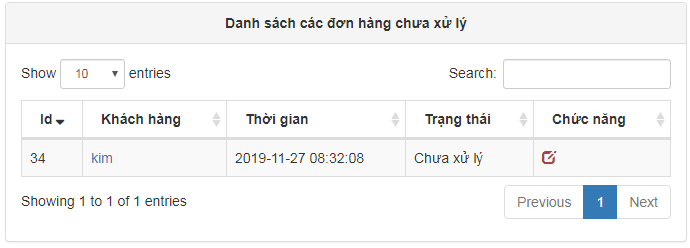 Danh sách các đơn hàng chưa xử lý
Show 10 entries Search:
Id Khách hàng Thời gian Trạng thái Chức năng
34 kim 2019-11-27 08:32:08 Chưa xử lý
Showing 1 to 1 of 1 entries Previous 1 Next